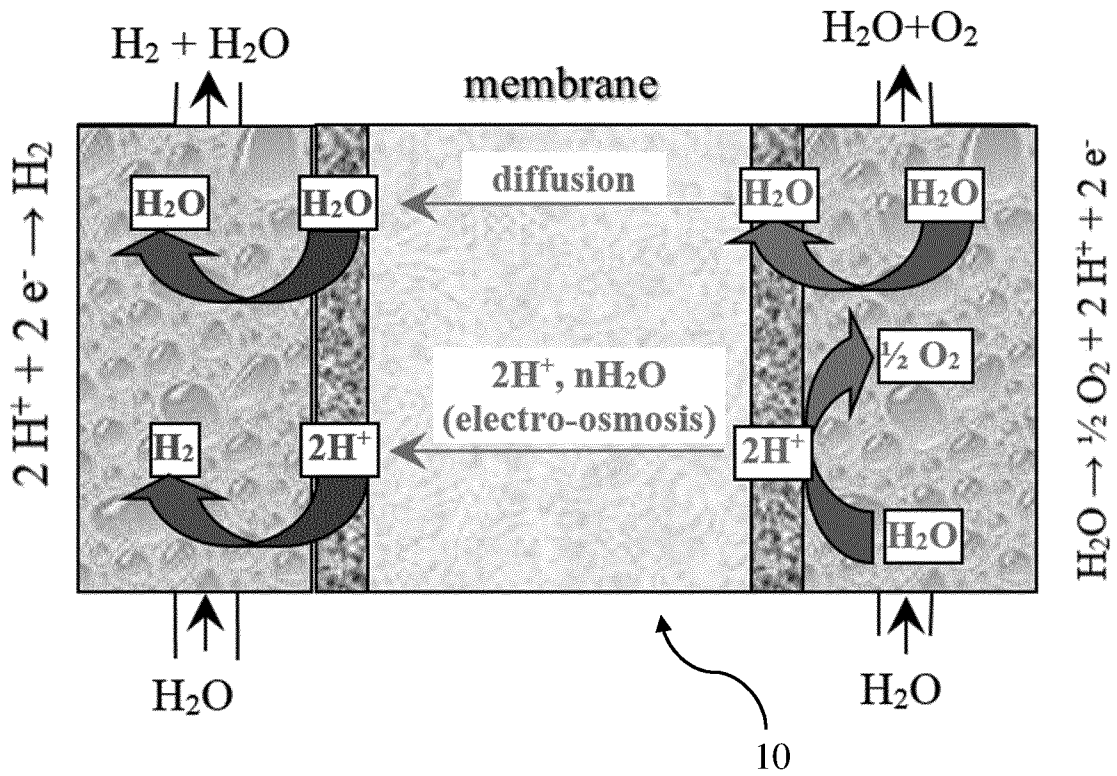 H₂ + H₂O
H₂O+O₂
membrane
2 H⁺ + 2 e⁻ → H₂
H₂O → ½ O₂ + 2 H⁺ + 2 e⁻
H₂O
H₂O
diffusion
H₂O
H₂O
½ O₂
2H⁺, nH₂O
(electro-osmosis)
H₂
2H⁺
2H⁺
H₂O
H₂O
H₂O
10